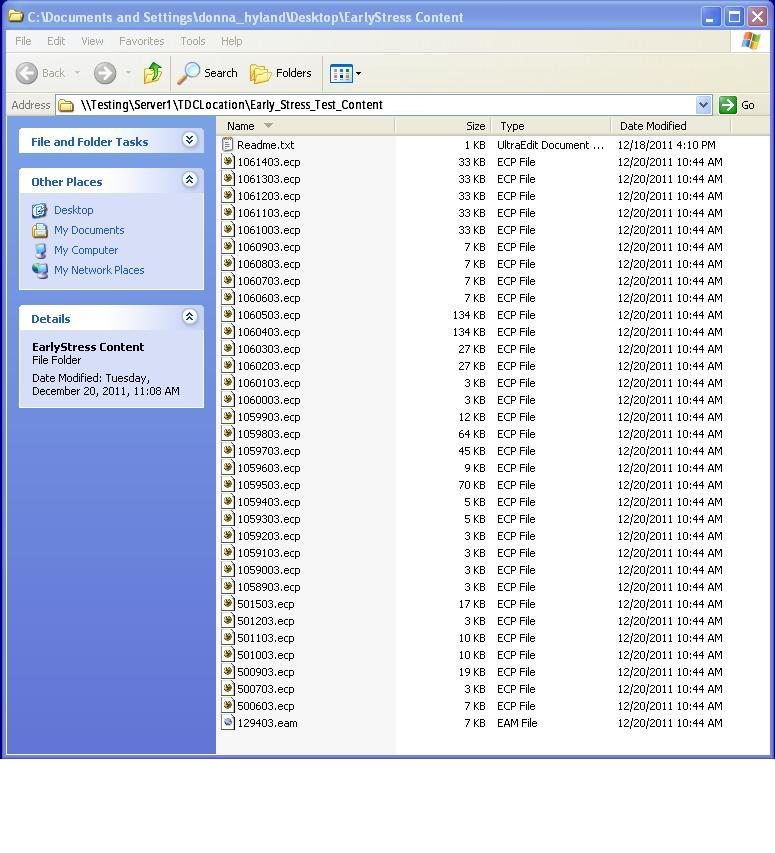 C:\Documents and Settings\donna_hyland\Desktop\EarlyStress Content
File Edit View Favorites Tools Help
Back Search Folders
Address \\Testing\Server1\TDCLocation\Early_Stress_Test_Content Go
File and Folder Tasks
Other Places
Desktop
My Documents
My Computer
My Network Places
Details
EarlyStress Content
File Folder
Date Modified: Tuesday,
December 20, 2011, 11:08 AM
Name Size Type Date Modified
Readme.txt 1 KB UltraEdit Document ... 12/18/2011 4:10 PM
1061403.ecp 33 KB ECP File 12/20/2011 10:44 AM
1061303.ecp 33 KB ECP File 12/20/2011 10:44 AM
1061203.ecp 33 KB ECP File 12/20/2011 10:44 AM
1061103.ecp 33 KB ECP File 12/20/2011 10:44 AM
1061003.ecp 33 KB ECP File 12/20/2011 10:44 AM
1060903.ecp 7 KB ECP File 12/20/2011 10:44 AM
1060803.ecp 7 KB ECP File 12/20/2011 10:44 AM
1060703.ecp 7 KB ECP File 12/20/2011 10:44 AM
1060603.ecp 7 KB ECP File 12/20/2011 10:44 AM
1060503.ecp 134 KB ECP File 12/20/2011 10:44 AM
1060403.ecp 134 KB ECP File 12/20/2011 10:44 AM
1060303.ecp 27 KB ECP File 12/20/2011 10:44 AM
1060203.ecp 27 KB ECP File 12/20/2011 10:44 AM
1060103.ecp 3 KB ECP File 12/20/2011 10:44 AM
1060003.ecp 3 KB ECP File 12/20/2011 10:44 AM
1059903.ecp 12 KB ECP File 12/20/2011 10:44 AM
1059803.ecp 64 KB ECP File 12/20/2011 10:44 AM
1059703.ecp 45 KB ECP File 12/20/2011 10:44 AM
1059603.ecp 9 KB ECP File 12/20/2011 10:44 AM
1059503.ecp 70 KB ECP File 12/20/2011 10:44 AM
1059403.ecp 5 KB ECP File 12/20/2011 10:44 AM
1059303.ecp 5 KB ECP File 12/20/2011 10:44 AM
1059203.ecp 3 KB ECP File 12/20/2011 10:44 AM
1059103.ecp 3 KB ECP File 12/20/2011 10:44 AM
1059003.ecp 3 KB ECP File 12/20/2011 10:44 AM
1058903.ecp 3 KB ECP File 12/20/2011 10:44 AM
501503.ecp 17 KB ECP File 12/20/2011 10:44 AM
501203.ecp 3 KB ECP File 12/20/2011 10:44 AM
501103.ecp 10 KB ECP File 12/20/2011 10:44 AM
501003.ecp 10 KB ECP File 12/20/2011 10:44 AM
500903.ecp 19 KB ECP File 12/20/2011 10:44 AM
500703.ecp 3 KB ECP File 12/20/2011 10:44 AM
500603.ecp 7 KB ECP File 12/20/2011 10:44 AM
129403.eam 7 KB EAM File 12/20/2011 10:44 AM